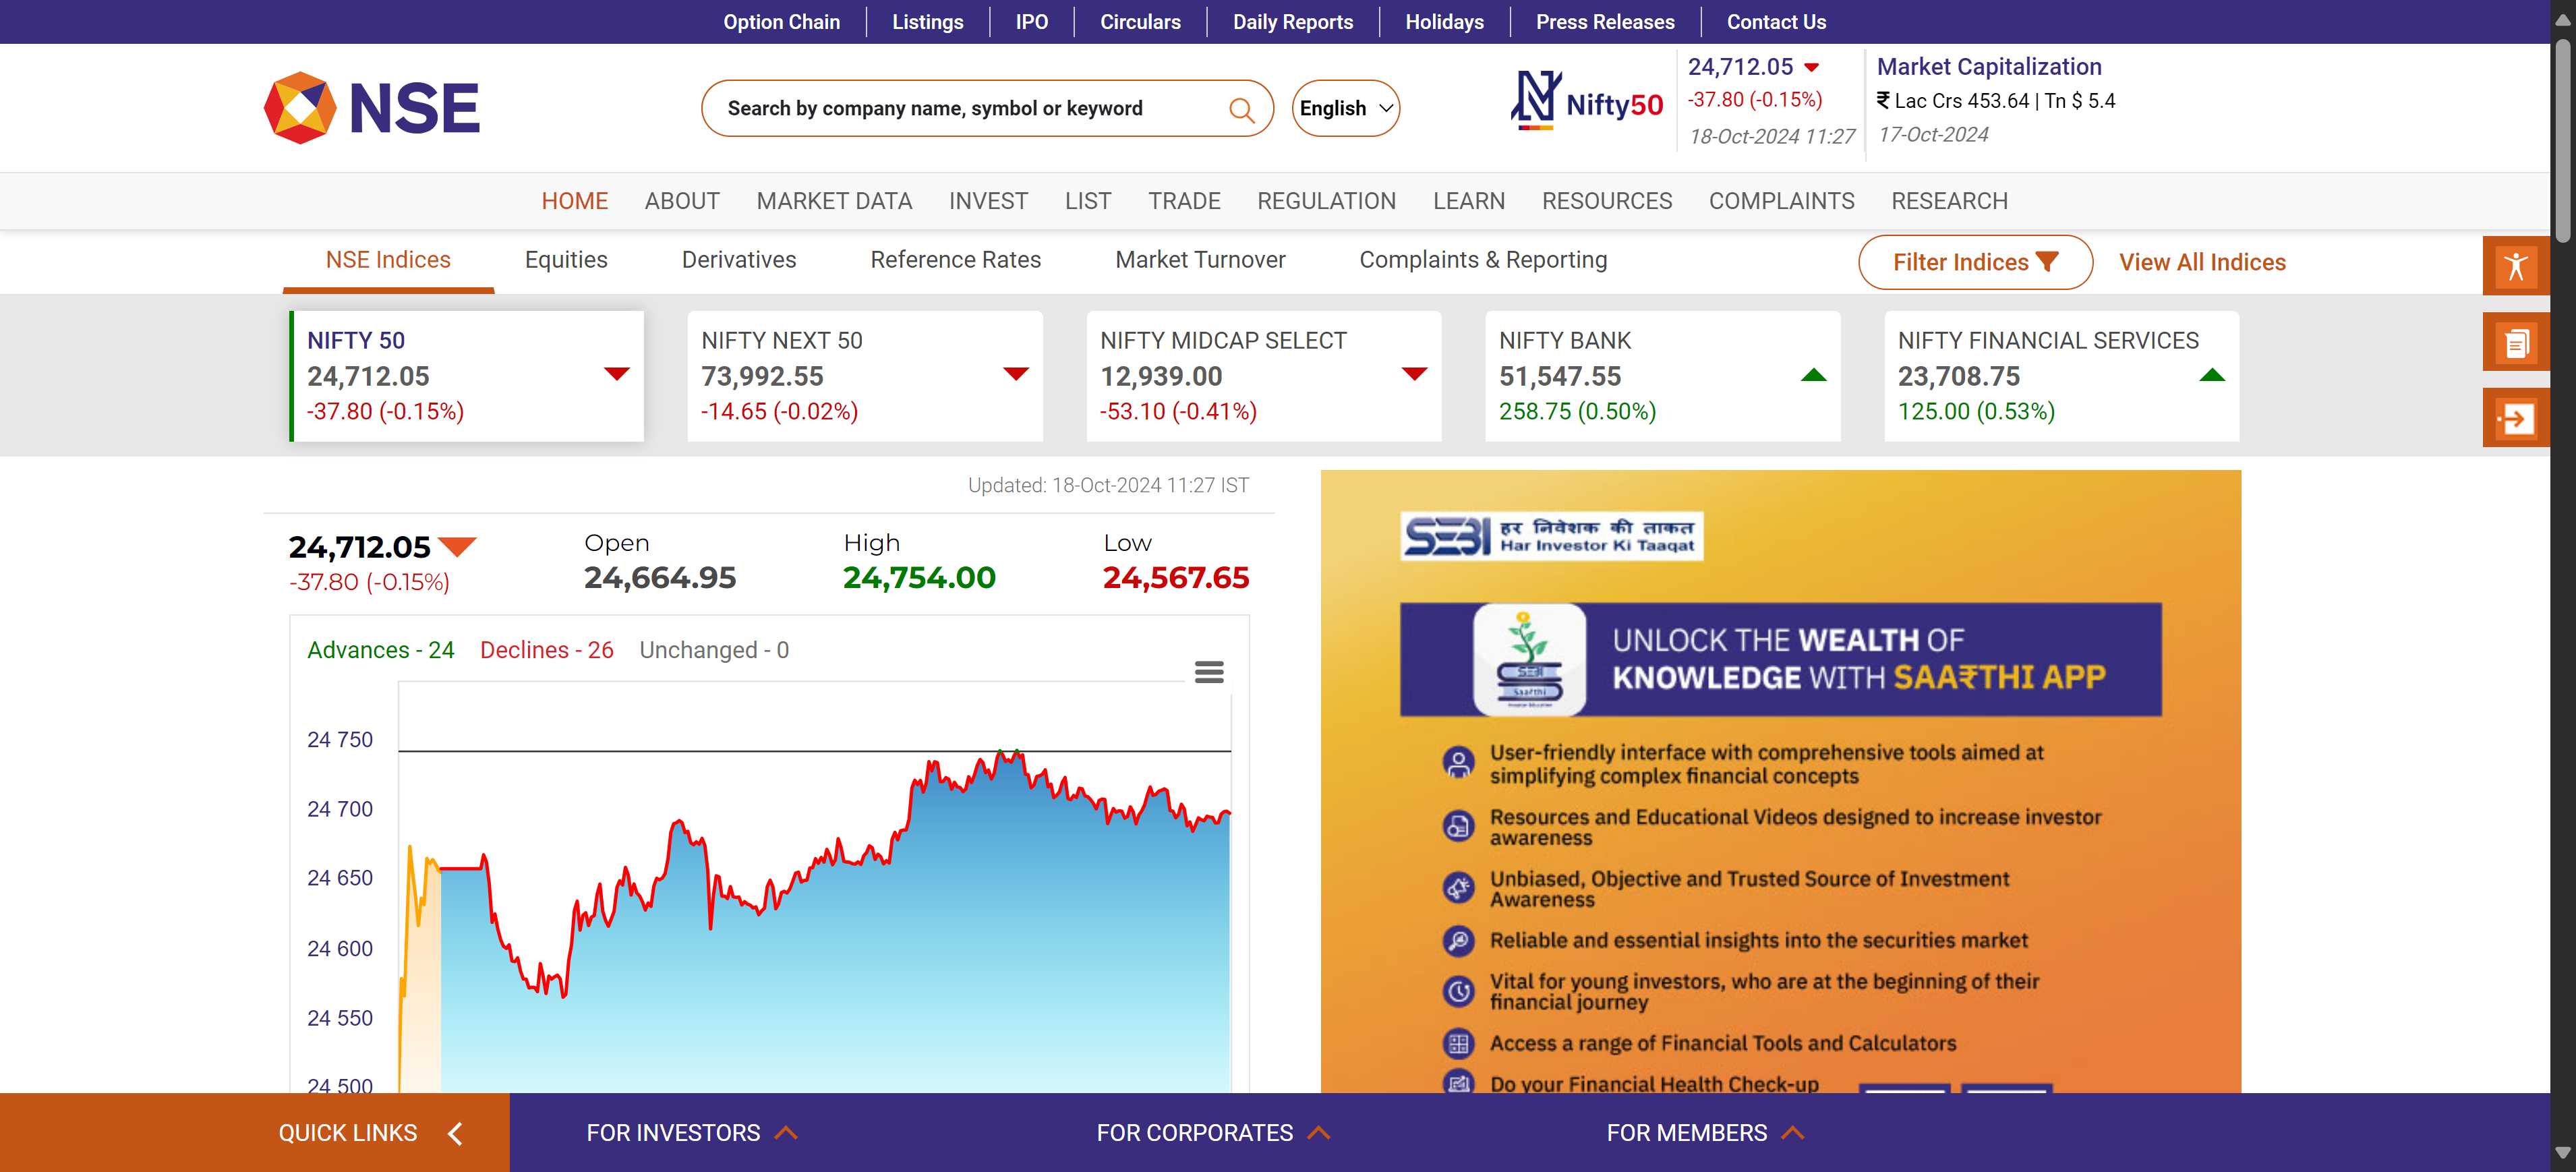 Option Chain
Listings
IPO
Circulars
Daily Reports
Holidays
Press Releases
Contact Us
NSE
Search by company name, symbol or keyword
English
Nifty50
24,712.05
-37.80 (-0.15%)
18-Oct-2024 11:27
Market Capitalization
₹ Lac Crs 453.64 | Tn $ 5.4
17-Oct-2024
HOME
ABOUT
MARKET DATA
INVEST
LIST
TRADE
REGULATION
LEARN
RESOURCES
COMPLAINTS
RESEARCH
NSE Indices
Equities
Derivatives
Reference Rates
Market Turnover
Complaints & Reporting
Filter Indices
View All Indices
NIFTY 50
24,712.05
-37.80 (-0.15%)
NIFTY NEXT 50
73,992.55
-14.65 (-0.02%)
NIFTY MIDCAP SELECT
12,939.00
-53.10 (-0.41%)
NIFTY BANK
51,547.55
258.75 (0.50%)
NIFTY FINANCIAL SERVICES
23,708.75
125.00 (0.53%)
Updated: 18-Oct-2024 11:27 IST
24,712.05
-37.80 (-0.15%)
Open
24,664.95
High
24,754.00
Low
24,567.65
Advances - 24
Declines - 26
Unchanged - 0
24 750
24 700
24 650
24 600
24 550
24 500
SEBI
हर निवेशक की ताकत
Har Investor Ki Taaqat
SEBI
Saarthi
UNLOCK THE WEALTH OF
KNOWLEDGE WITH SAA₹THI APP
User-friendly interface with comprehensive tools aimed at
simplifying complex financial concepts
Resources and Educational Videos designed to increase investor
awareness
Unbiased, Objective and Trusted Source of Investment
Awareness
Reliable and essential insights into the securities market
Vital for young investors, who are at the beginning of their
financial journey
Access a range of Financial Tools and Calculators
Do your Financial Health Check-up
QUICK LINKS
FOR INVESTORS
FOR CORPORATES
FOR MEMBERS